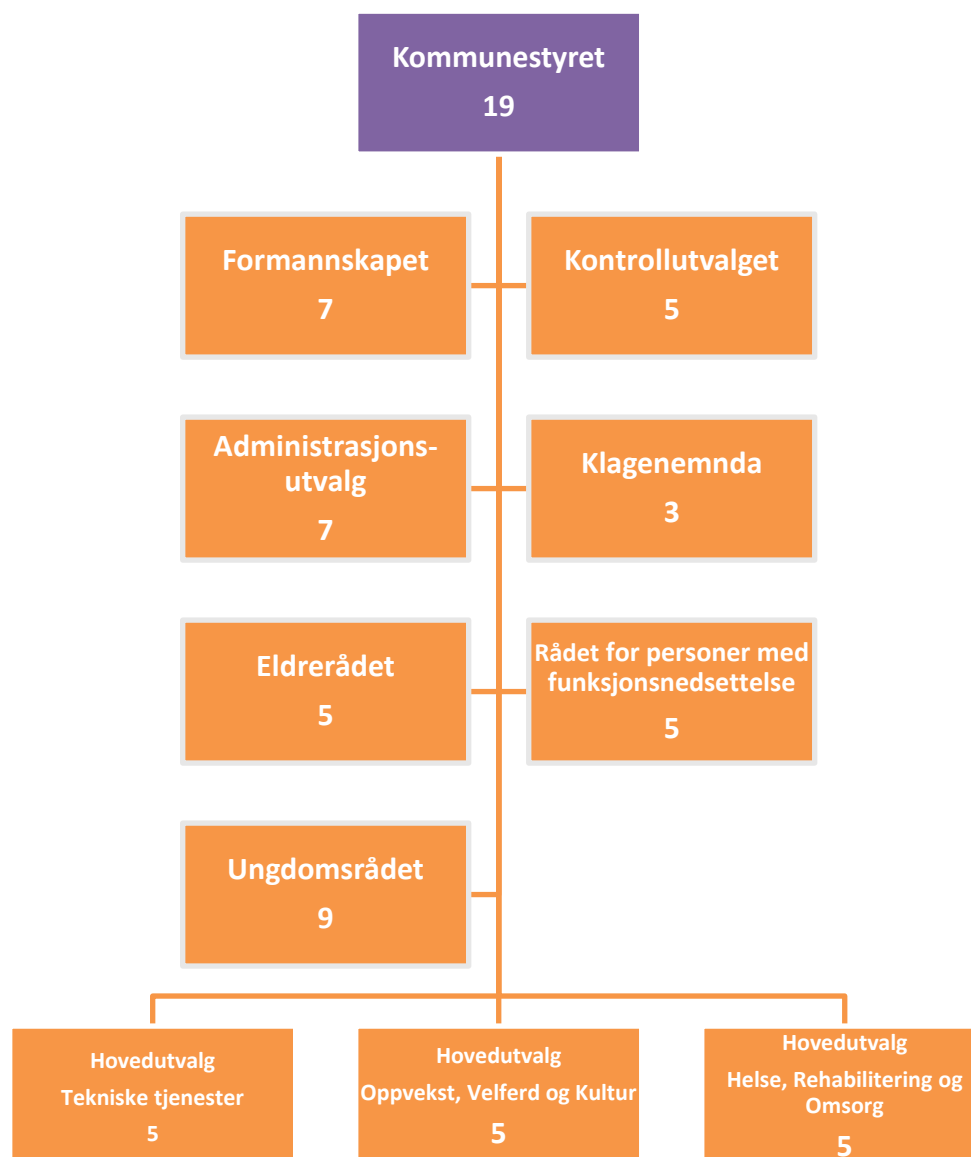 Kommunestyret
19
Formannskapet
7
Kontrollutvalget
5
Administrasjons-
utvalg
7
Klagenemnda
3
Eldrerådet
5
Rådet for personer med
funksjonsnedsettelse
5
Ungdomsrådet
9
Hovedutvalg
Tekniske tjenester
5
Hovedutvalg
Oppvekst, Velferd og Kultur
5
Hovedutvalg
Helse, Rehabilitering og
Omsorg
5